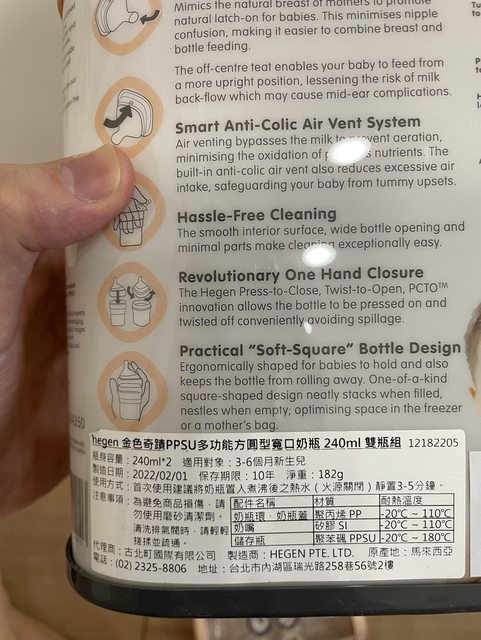 Mimics the natural breast of mothers to promote
natural latch-on for babies. This minimises nipple
confusion, making it easier to combine breast and
bottle feeding.
The off-centre teat enables your baby to feed from
a more upright position, lessening the risk of milk
back-flow which may cause mid-ear complications.
Smart Anti-Colic Air Vent System
Air venting bypasses the milk to prevent aeration,
minimising the oxidation of nutrients. The
built-in anti-colic air vent also reduces excessive air
intake, safeguarding your baby from tummy upsets.
Hassle-Free Cleaning
The smooth interior surface, wide bottle opening and
minimal parts make cleaning exceptionally easy.
Revolutionary One Hand Closure
The Hegen Press-to-Close, Twist-to-Open, PCTO™
innovation allows the bottle to be pressed on and
twisted off conveniently avoiding spillage.
Practical "Soft-Square" Bottle Design
Ergonomically shaped for babies to hold and also
keeps the bottle from rolling away. One-of-a-kind
square-shaped design neatly stacks when filled,
nestles when empty; optimising space in the freezer
or a mother's bag.
hegen 金色奇蹟PPSU多功能方圓型寬口奶瓶 240ml 雙瓶組 12182205
瓶身容量：240ml*2 適用對象：3-6個月新生兒
製造日期：2022/02/01 保存期限：10年 淨重：182g
使用方式：首次使用建議將奶瓶置入煮沸後之熱水（火源關閉）靜置3-5分鐘。
注意事項：為避免商品損傷，請勿使用磨砂清潔劑。清洗排氣閥時，請輕輕搓揉並疏通。
配件名稱 材質 耐熱溫度
奶瓶環、奶瓶蓋 聚丙烯 PP -20℃ ~ 110℃
奶嘴 矽膠 SI -20℃ ~ 110℃
儲存瓶 聚苯碸 PPSU -20℃ ~ 180℃
代理商：古北町國際有限公司 製造商：HEGEN PTE. LTD. 原產地：馬來西亞
電話：(02) 2325-8806 地址：台北市內湖區瑞光路258巷56號2樓